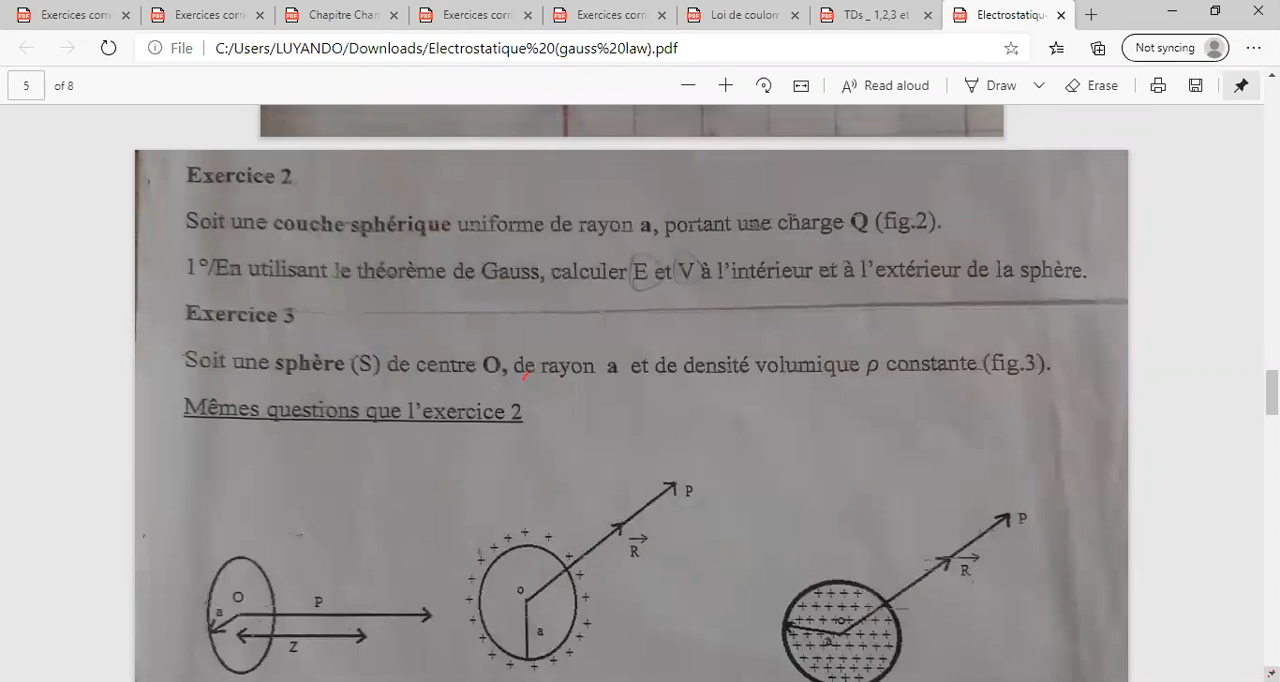 Exercices corr
Exercices corr
Chapitre Cham
Exercices corri
Exercices corri
Loi de coulom
TDs _ 1,2,3 et
Electrostatiqu
File
C:/Users/LUYANDO/Downloads/Electrostatique%20(gauss%20law).pdf
Not syncing
5 of 8
Read aloud
Draw
Erase
Exercice 2
Soit une couche sphérique uniforme de rayon a, portant une charge Q (fig.2).
1°/En utilisant le théorème de Gauss, calculer E et V à l'intérieur et à l'extérieur de la sphère.
Exercice 3
Soit une sphère (S) de centre O, de rayon a et de densité volumique ρ constante (fig.3).
Mêmes questions que l'exercice 2
O
a
P
Z
P
R
o
a
P
R
o
a